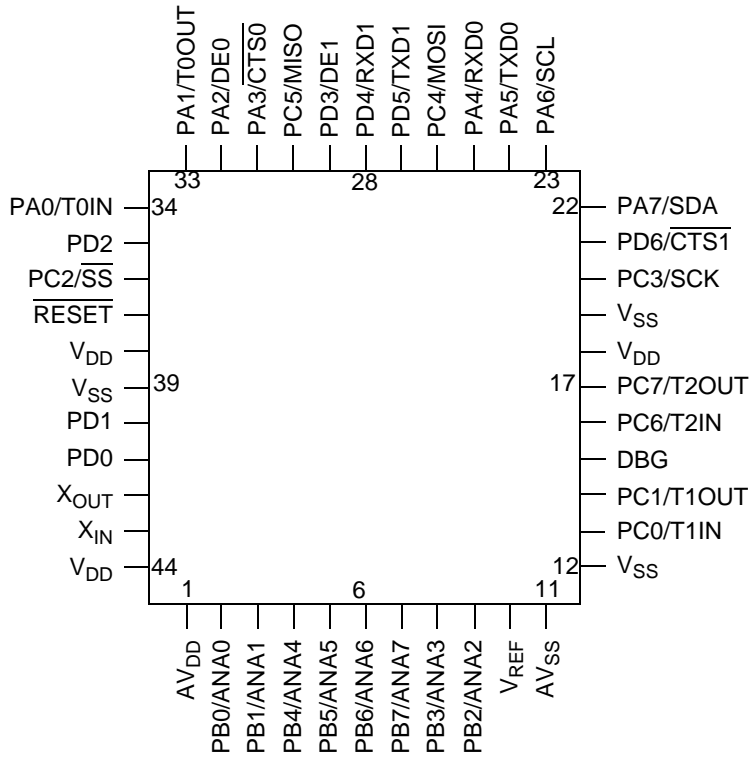 PA1/T0OUT
PA2/DE0
PA3/C̅T̅S̅0̅
PC5/MISO
PD3/DE1
PD4/RXD1
PD5/TXD1
PC4/MOSI
PA4/RXD0
PA5/TXD0
PA6/SCL
33
28
23
PA0/T0IN
34
22
PA7/SDA
PD2
PD6/C̅T̅S̅1̅
PC2/S̅S̅
PC3/SCK
R̅E̅S̅E̅T̅
VSS
VDD
VDD
VSS
39
17
PC7/T2OUT
PD1
PC6/T2IN
PD0
DBG
XOUT
PC1/T1OUT
XIN
PC0/T1IN
VDD
44
12
VSS
1
6
11
AVDD
PB0/ANA0
PB1/ANA1
PB4/ANA4
PB5/ANA5
PB6/ANA6
PB7/ANA7
PB3/ANA3
PB2/ANA2
VREF
AVSS